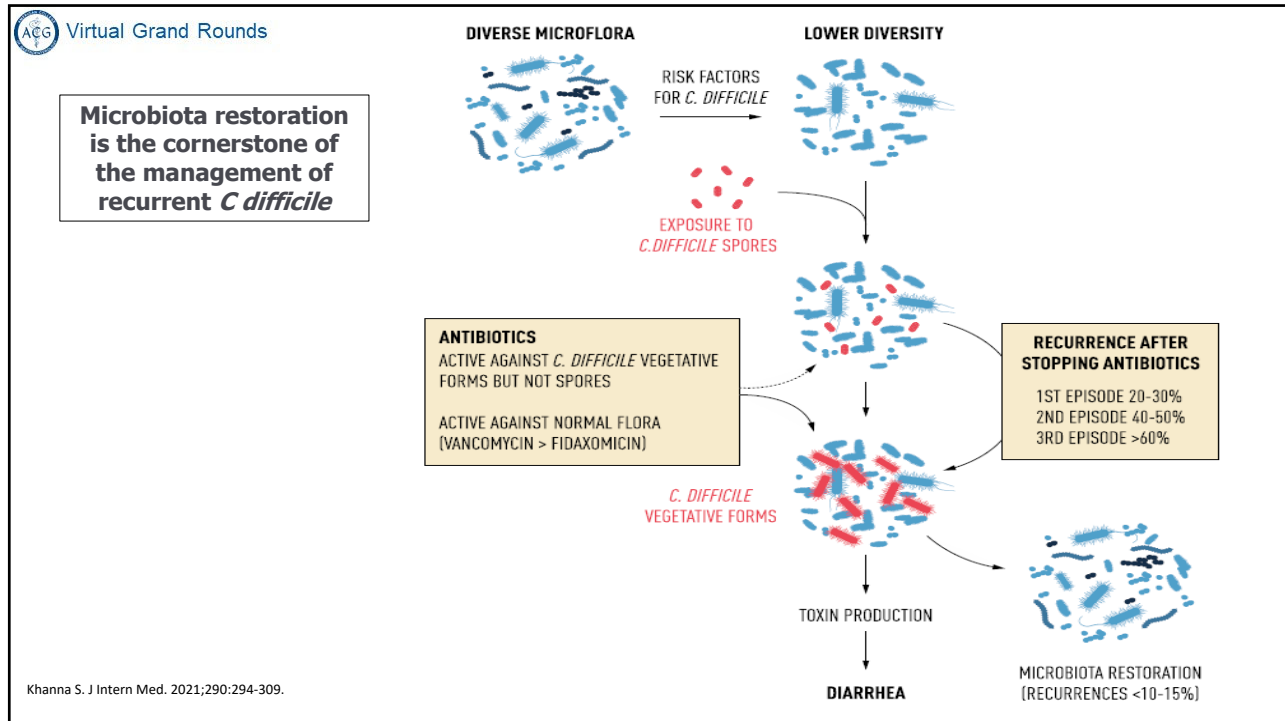 ACG
Virtual Grand Rounds
Microbiota restoration
is the cornerstone of
the management of
recurrent C difficile
DIVERSE MICROFLORA
RISK FACTORS
FOR C. DIFFICILE
LOWER DIVERSITY
EXPOSURE TO
C.DIFFICILE SPORES
ANTIBIOTICS
ACTIVE AGAINST C. DIFFICILE VEGETATIVE
FORMS BUT NOT SPORES
ACTIVE AGAINST NORMAL FLORA
(VANCOMYCIN > FIDAXOMICIN)
RECURRENCE AFTER
STOPPING ANTIBIOTICS
1ST EPISODE 20-30%
2ND EPISODE 40-50%
3RD EPISODE >60%
C. DIFFICILE
VEGETATIVE FORMS
TOXIN PRODUCTION
DIARRHEA
MICROBIOTA RESTORATION
(RECURRENCES <10-15%)
Khanna S. J Intern Med. 2021;290:294-309.